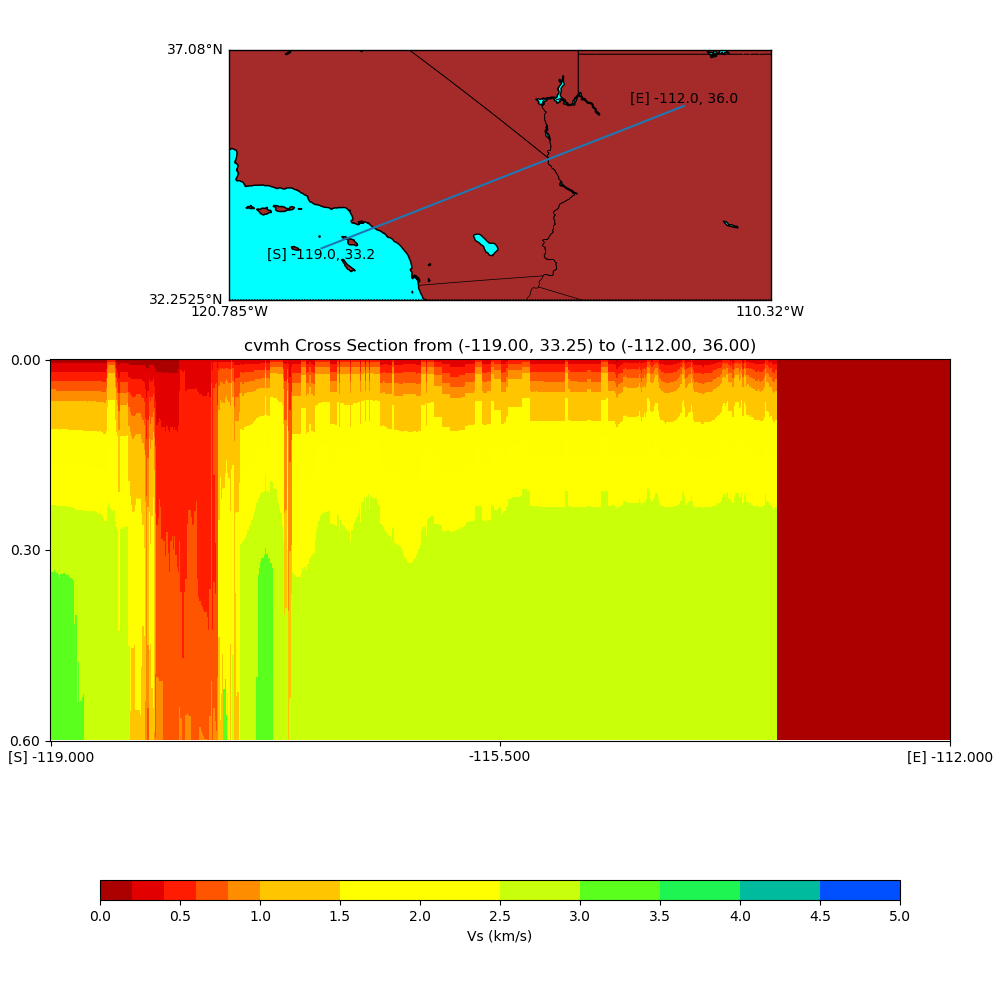 37.08°N
[E] -112.0, 36.0
[S] -119.0, 33.2
32.2525°N
120.785°W
110.32°W
cvmh Cross Section from (-119.00, 33.25) to (-112.00, 36.00)
0.00
0.30
0.60
[S] -119.000
-115.500
[E] -112.000
0.0 0.5 1.0 1.5 2.0 2.5 3.0 3.5 4.0 4.5 5.0
Vs (km/s)